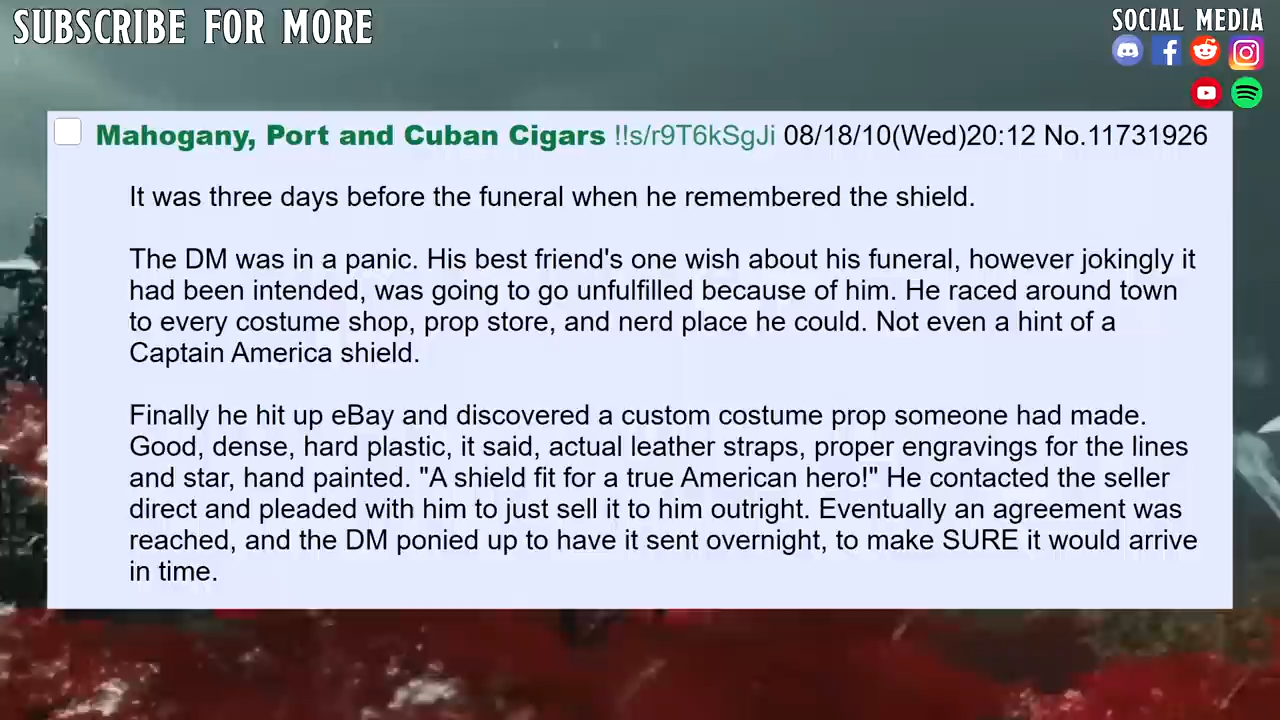 SUBSCRIBE FOR MORE
SOCIAL MEDIA
Mahogany, Port and Cuban Cigars !!s/r9T6kSgJi 08/18/10(Wed)20:12 No.11731926
It was three days before the funeral when he remembered the shield.
The DM was in a panic. His best friend's one wish about his funeral, however jokingly it
had been intended, was going to go unfulfilled because of him. He raced around town
to every costume shop, prop store, and nerd place he could. Not even a hint of a
Captain America shield.
Finally he hit up eBay and discovered a custom costume prop someone had made.
Good, dense, hard plastic, it said, actual leather straps, proper engravings for the lines
and star, hand painted. "A shield fit for a true American hero!" He contacted the seller
direct and pleaded with him to just sell it to him outright. Eventually an agreement was
reached, and the DM ponied up to have it sent overnight, to make SURE it would arrive
in time.